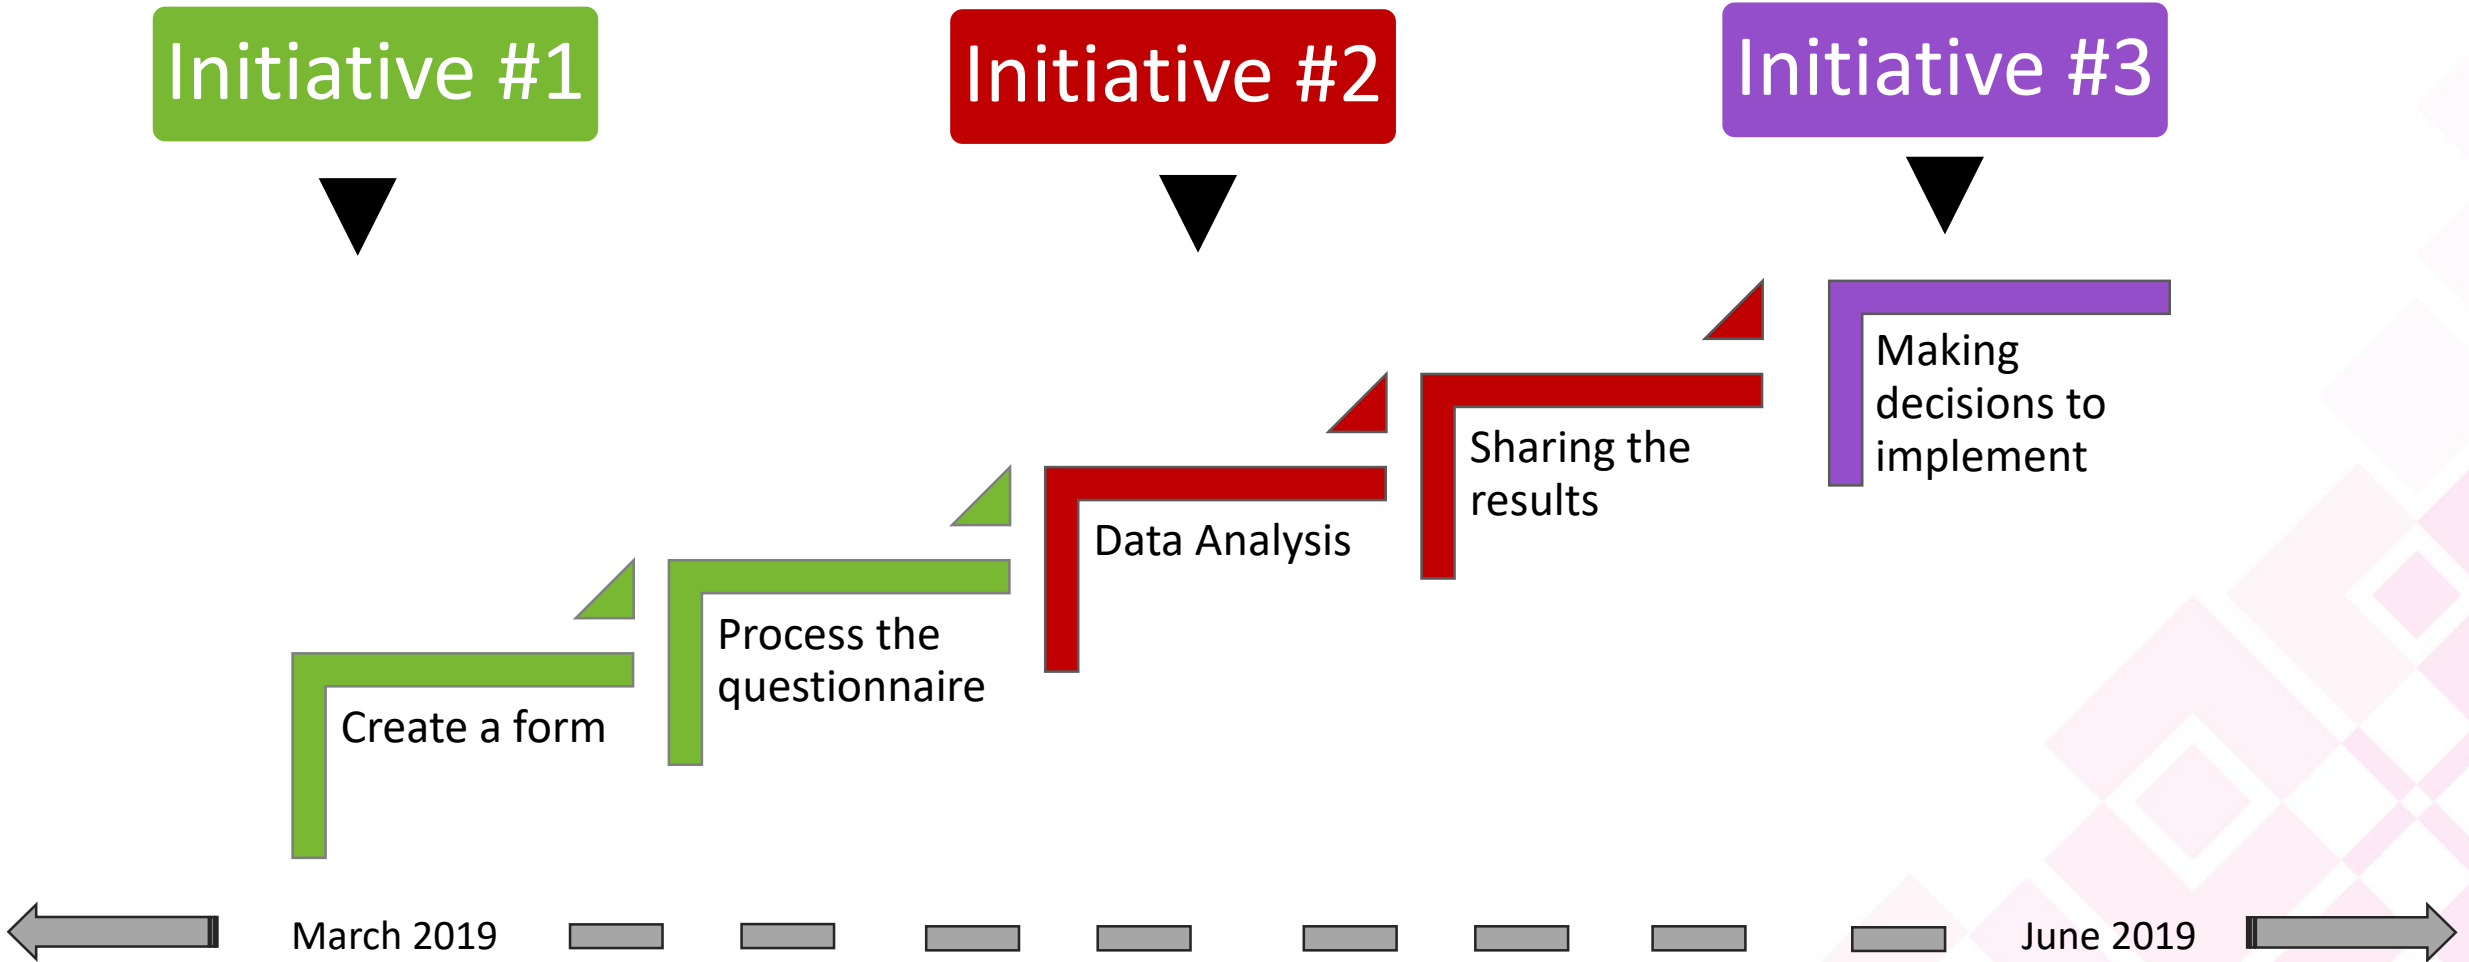 Initiative #1
Initiative #2
Initiative #3
Create a form
Process the
questionnaire
Data Analysis
Sharing the
results
Making
decisions to
implement
March 2019
June 2019